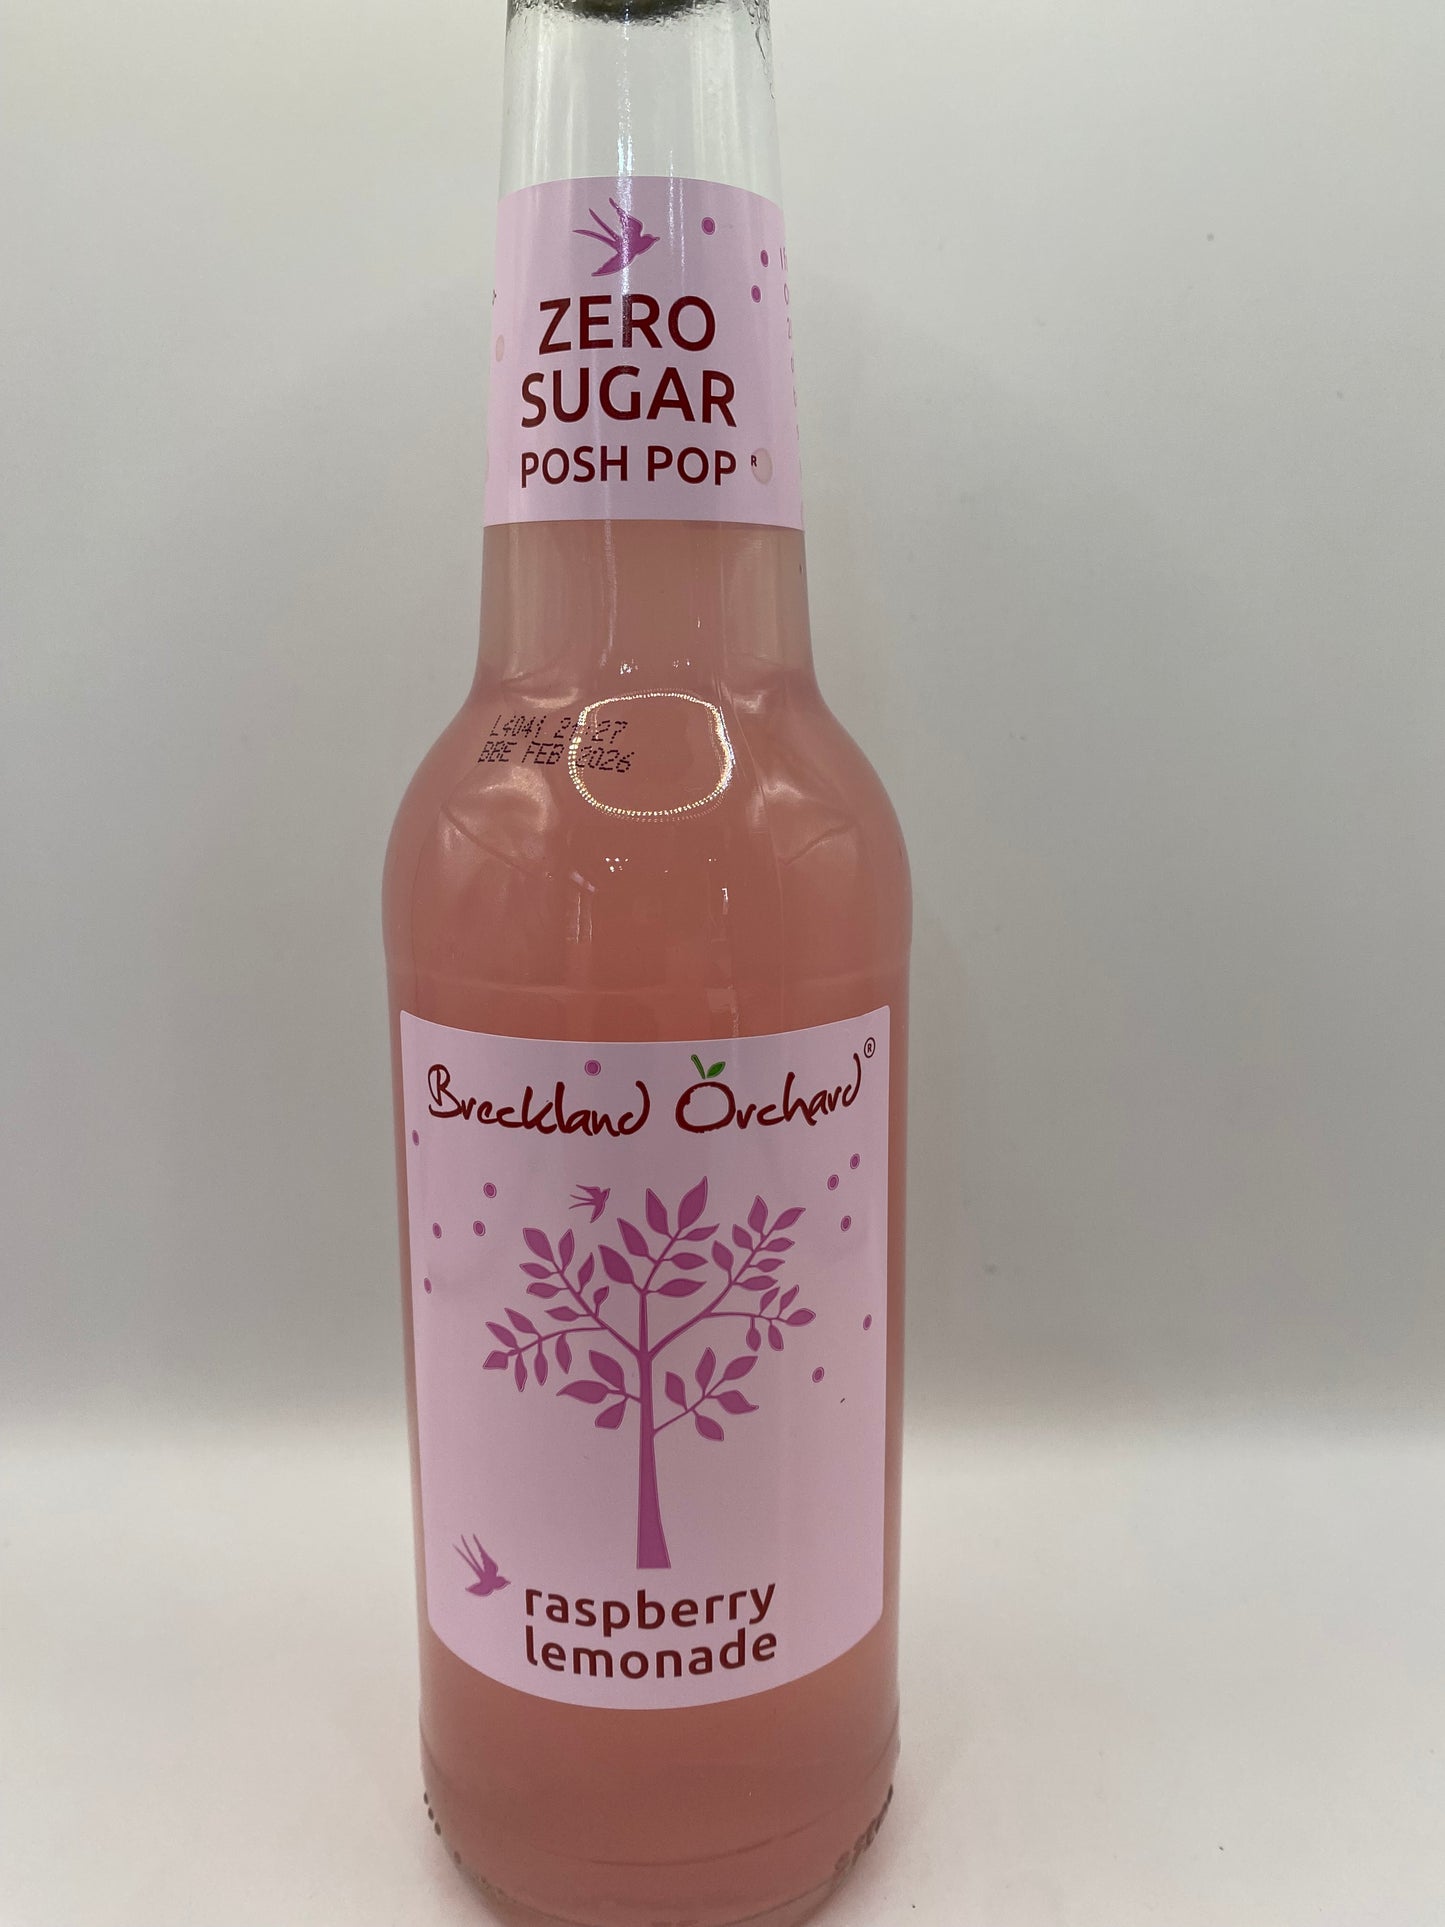 ZERO
SUGAR
POSH POP®
BBE FEB 2026
Breckland Orchard®
raspberry
lemonade